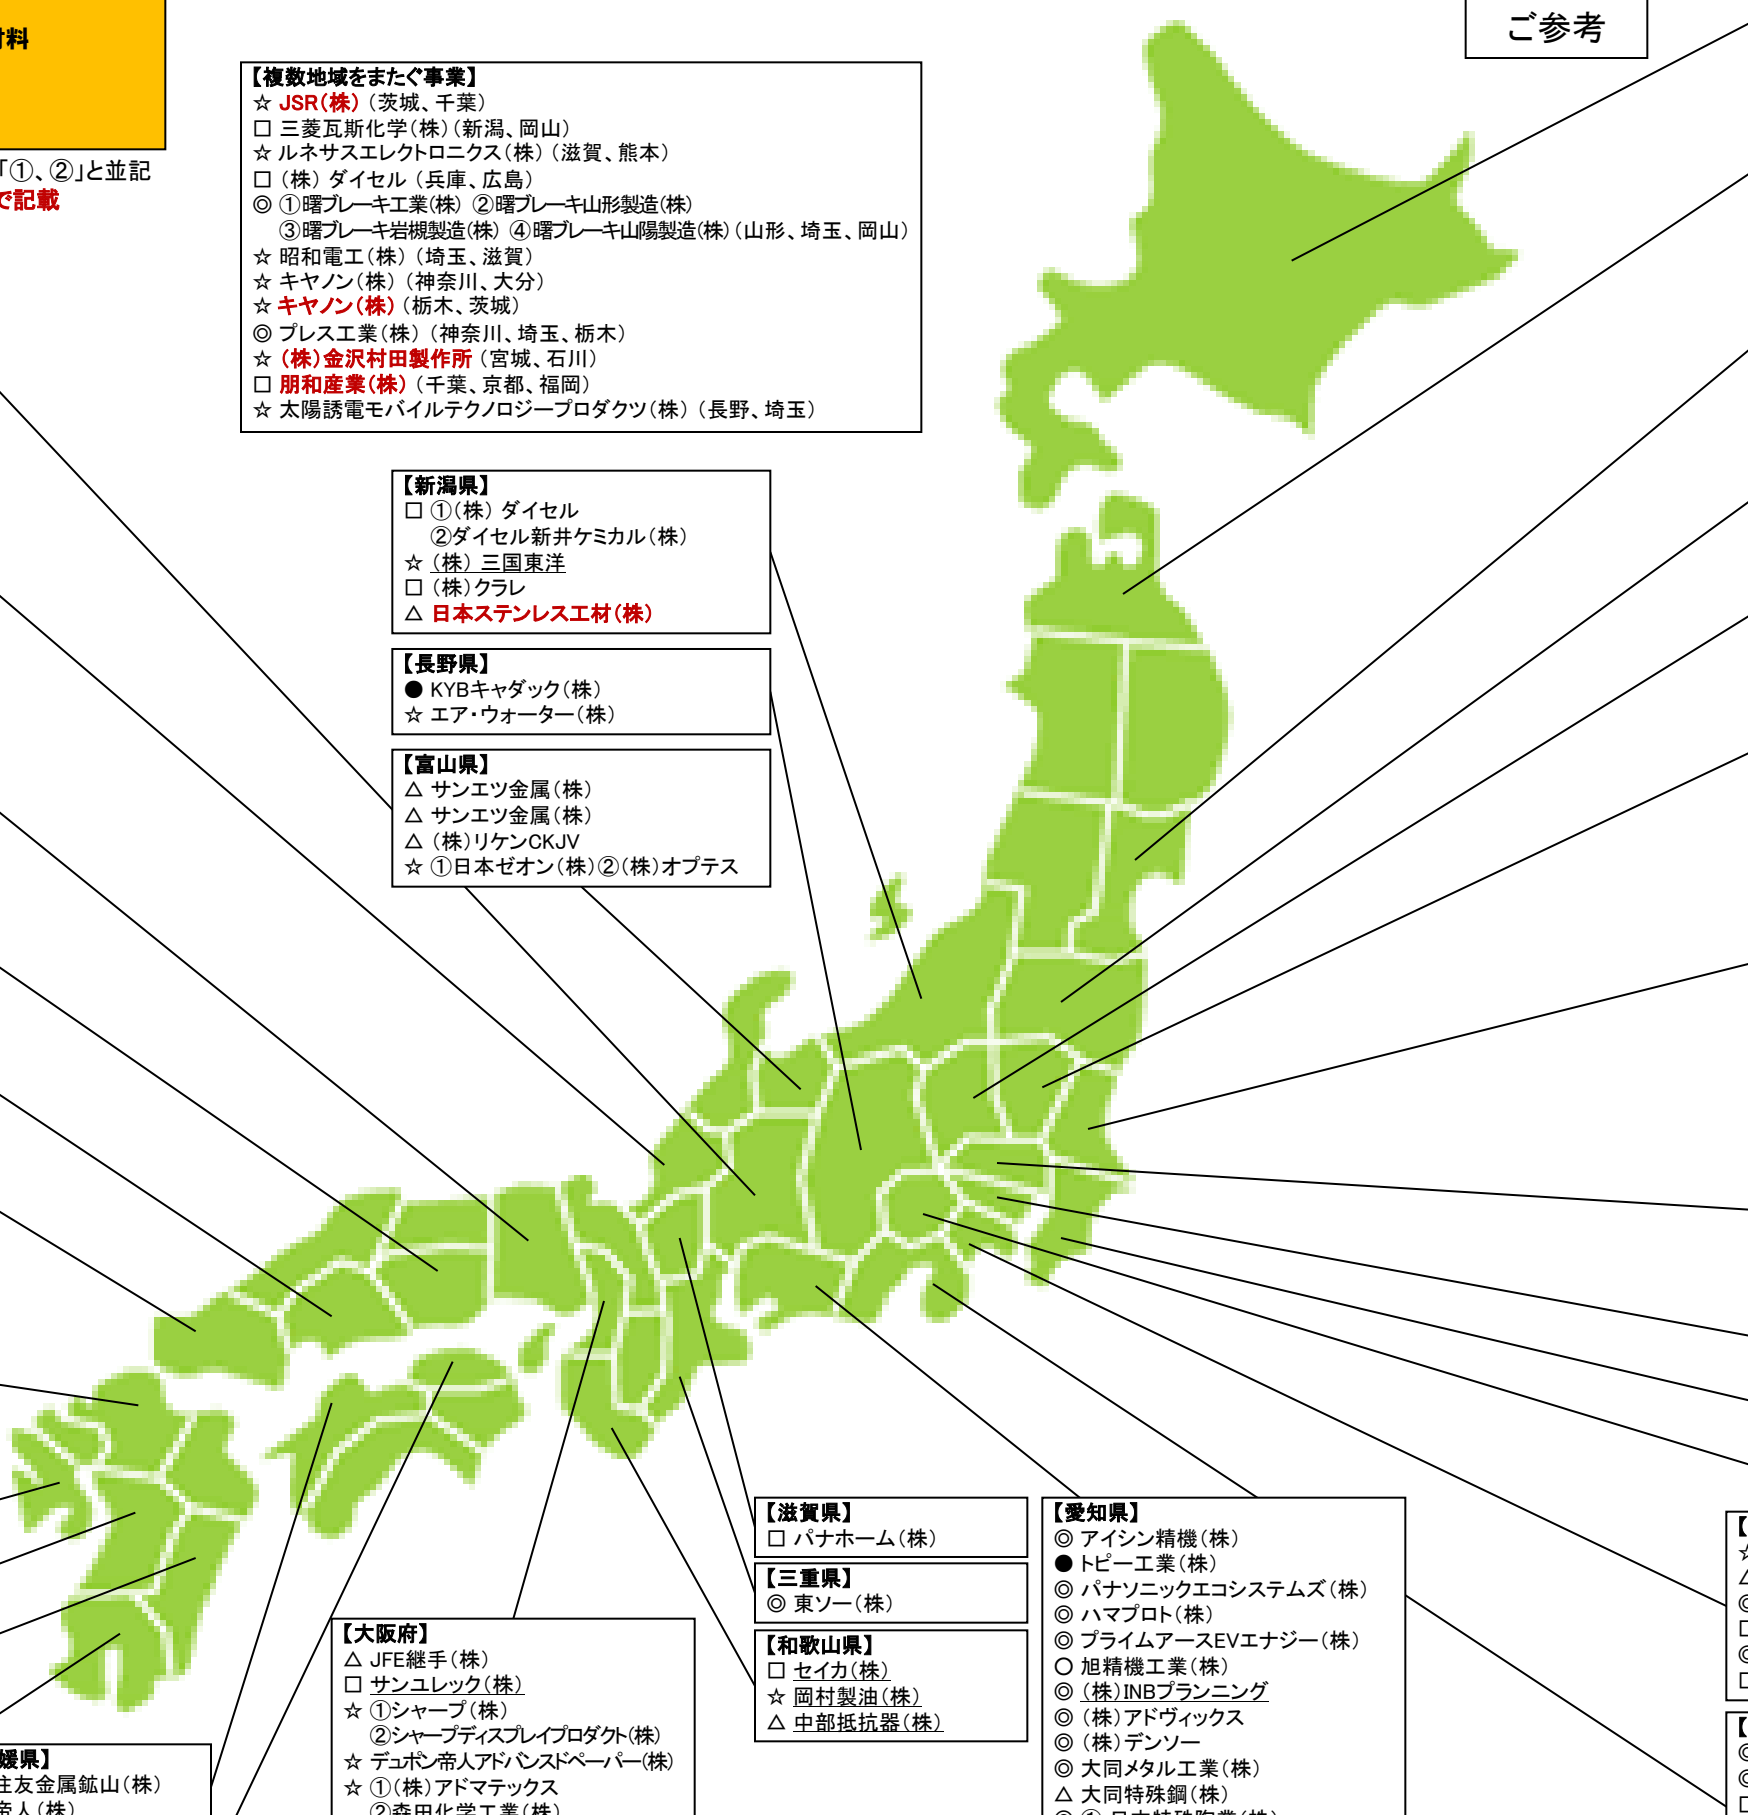 材料
ご参考
「①、②」と並記
で記載
【複数地域をまたぐ事業】
☆ JSR(株)(茨城、千葉)
□ 三菱瓦斯化学(株)(新潟、岡山)
☆ ルネサスエレクトロニクス(株)(滋賀、熊本)
□ (株)ダイセル(兵庫、広島)
◎ ①曙ブレーキ工業(株) ②曙ブレーキ山形製造(株)
③曙ブレーキ岩槻製造(株) ④曙ブレーキ山陽製造(株)(山形、埼玉、岡山)
☆ 昭和電工(株)(埼玉、滋賀)
☆ キヤノン(株)(神奈川、大分)
☆ キヤノン(株)(栃木、茨城)
◎ プレス工業(株)(神奈川、埼玉、栃木)
☆ (株)金沢村田製作所(宮城、石川)
□ 朋和産業(株)(千葉、京都、福岡)
☆ 太陽誘電モバイルテクノロジープロダクツ(株)(長野、埼玉)
【新潟県】
□ ①(株)ダイセル
②ダイセル新井ケミカル(株)
☆ (株)三国東洋
□ (株)クラレ
△ 日本ステンレス工材(株)
【長野県】
● KYBキャダック(株)
☆ エア・ウォーター(株)
【富山県】
△ サンエツ金属(株)
△ サンエツ金属(株)
△ (株)リケンCKJV
☆ ①日本ゼオン(株)②(株)オプテス
【滋賀県】
□ パナホーム(株)
【三重県】
◎ 東ソー(株)
【和歌山県】
□ セイカ(株)
☆ 岡村製油(株)
△ 中部抵抗器(株)
【愛知県】
◎ アイシン精機(株)
● トピー工業(株)
◎ パナソニックエコシステムズ(株)
◎ ハマプロト(株)
◎ プライムアースEVエナジー(株)
○ 旭精機工業(株)
◎ (株)INBプランニング
◎ (株)アドヴィックス
◎ (株)デンソー
◎ 大同メタル工業(株)
△ 大同特殊鋼(株)
◎ ① 日本特殊陶業(株)
【大阪府】
△ JFE継手(株)
□ サンユレック(株)
☆ ①シャープ(株)
②シャープディスプレイプロダクト(株)
☆ デュポン帝人アドバンスドペーパー(株)
☆ ①(株)アドマテックス
②森田化学工業(株)
媛県】
住友金属鉱山(株)
帝人(株)